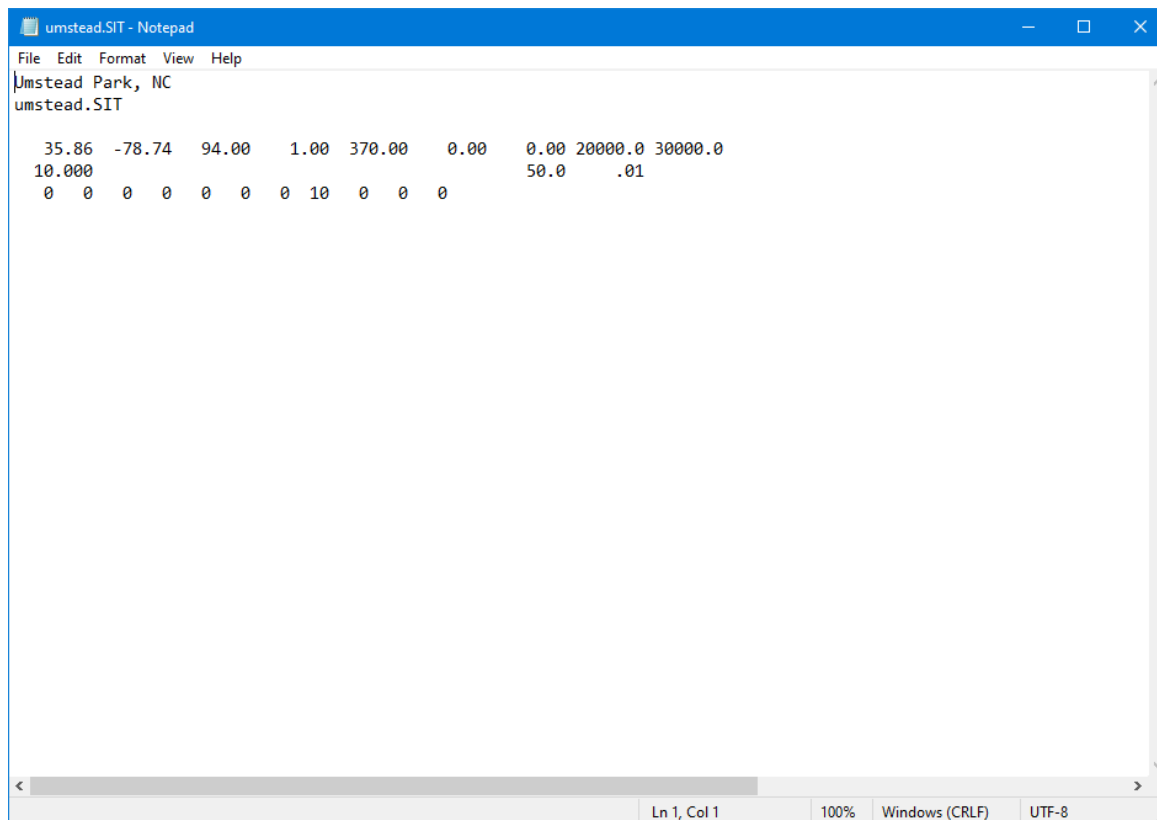 umstead.SIT - Notepad
File Edit Format View Help
Umstead Park, NC
umstead.SIT
35.86 -78.74 94.00 1.00 370.00 0.00 0.00 20000.0 30000.0
10.000 50.0 .01
0 0 0 0 0 0 0 10 0 0 0
Ln 1, Col 1 100% Windows (CRLF) UTF-8